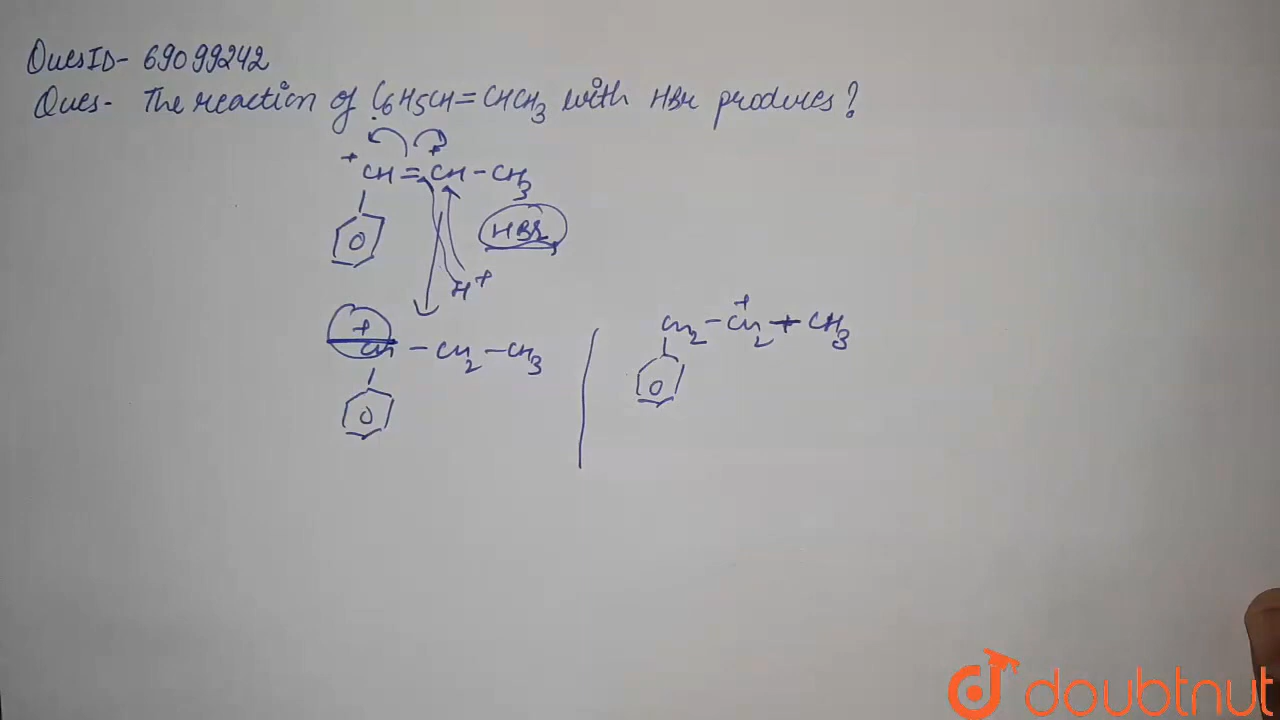 QuesID- 69099242
Ques- The reaction of C6H5CH=CHCH3 with HBr produces?
+ +
CH=CH-CH3
HBr
H+
+
CH-CH2-CH3
+
CH2-CH2+CH3
doubtnut